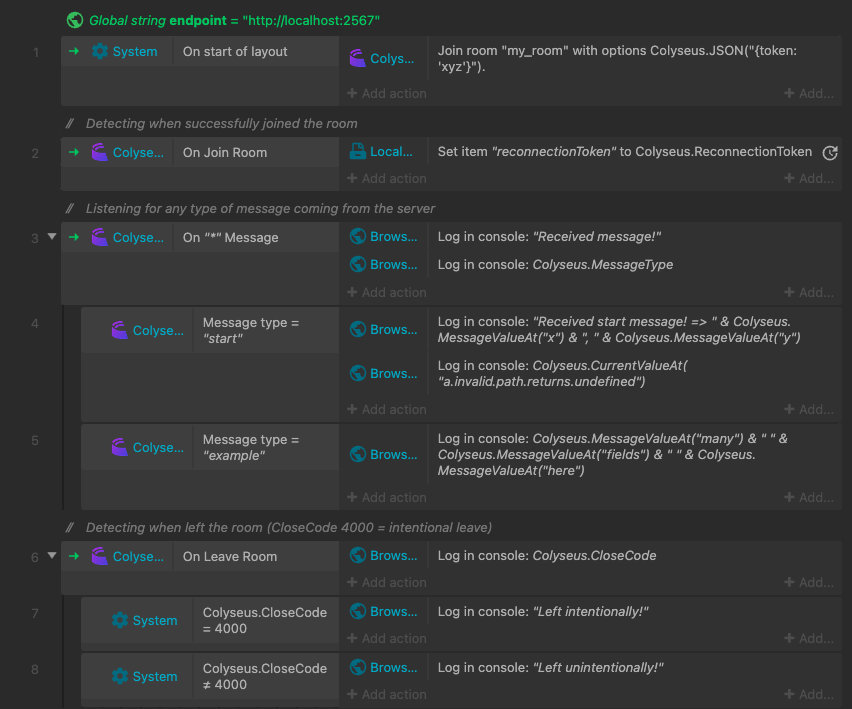 Global string endpoint = "http://localhost:2567"
1 System On start of layout Colys... Join room "my_room" with options Colyseus.JSON("{token:
'xyz'}").
Add action Add...
// Detecting when successfully joined the room
2 Colyse... On Join Room Local... Set item "reconnectionToken" to Colyseus.ReconnectionToken
Add action Add...
// Listening for any type of message coming from the server
3 Colyse... On "*" Message Brows... Log in console: "Received message!"
Brows... Log in console: Colyseus.MessageType
Add action Add...
4 Colyse... Message type =
"start"
Brows... Log in console: "Received start message! => " & Colyseus.
MessageValueAt("x") & ", " & Colyseus.MessageValueAt("y")
Brows... Log in console: Colyseus.CurrentValueAt(
"a.invalid.path.returns.undefined")
Add action Add...
5 Colyse... Message type =
"example"
Brows... Log in console: Colyseus.MessageValueAt("many") & " " &
Colyseus.MessageValueAt("fields") & " " & Colyseus.
MessageValueAt("here")
Add action Add...
// Detecting when left the room (CloseCode 4000 = intentional leave)
6 Colyse... On Leave Room Brows... Log in console: Colyseus.CloseCode
Add action Add...
7 System Colyseus.CloseCode
= 4000
Brows... Log in console: "Left intentionally!"
Add action Add...
8 System Colyseus.CloseCode
≠ 4000
Brows... Log in console: "Left unintentionally!"
Add action Add...